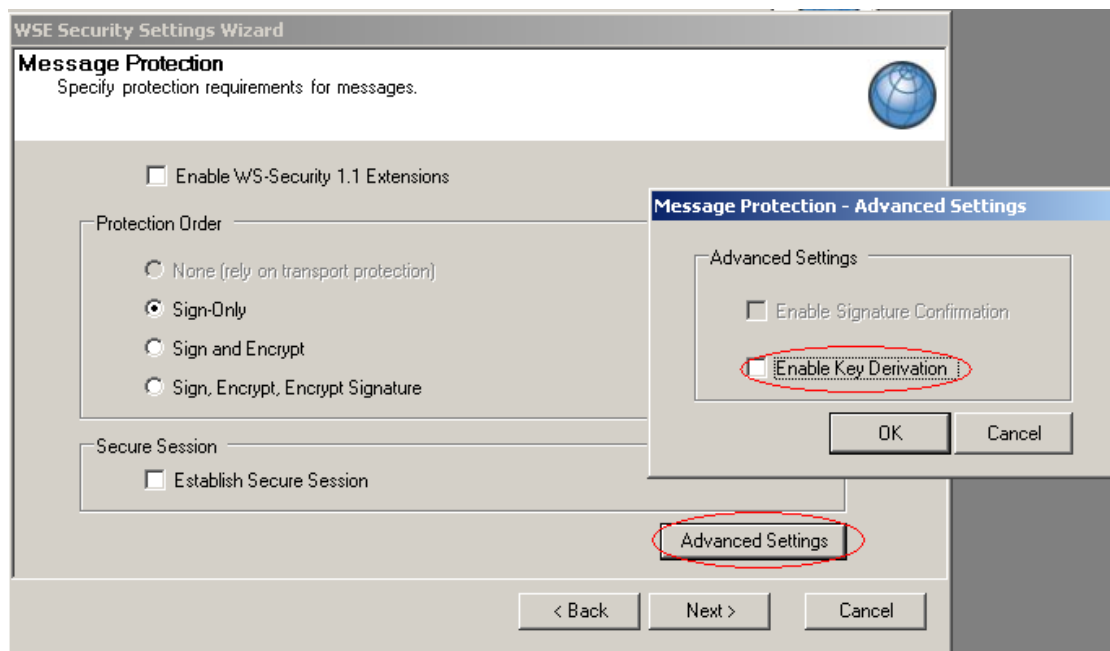 WSE Security Settings Wizard
Message Protection
Specify protection requirements for messages.
Enable WS-Security 1.1 Extensions
Protection Order
None (rely on transport protection)
Sign-Only
Sign and Encrypt
Sign, Encrypt, Encrypt Signature
Secure Session
Establish Secure Session
Advanced Settings
< Back
Next >
Cancel
Message Protection - Advanced Settings
Advanced Settings
Enable Signature Confirmation
Enable Key Derivation
OK
Cancel